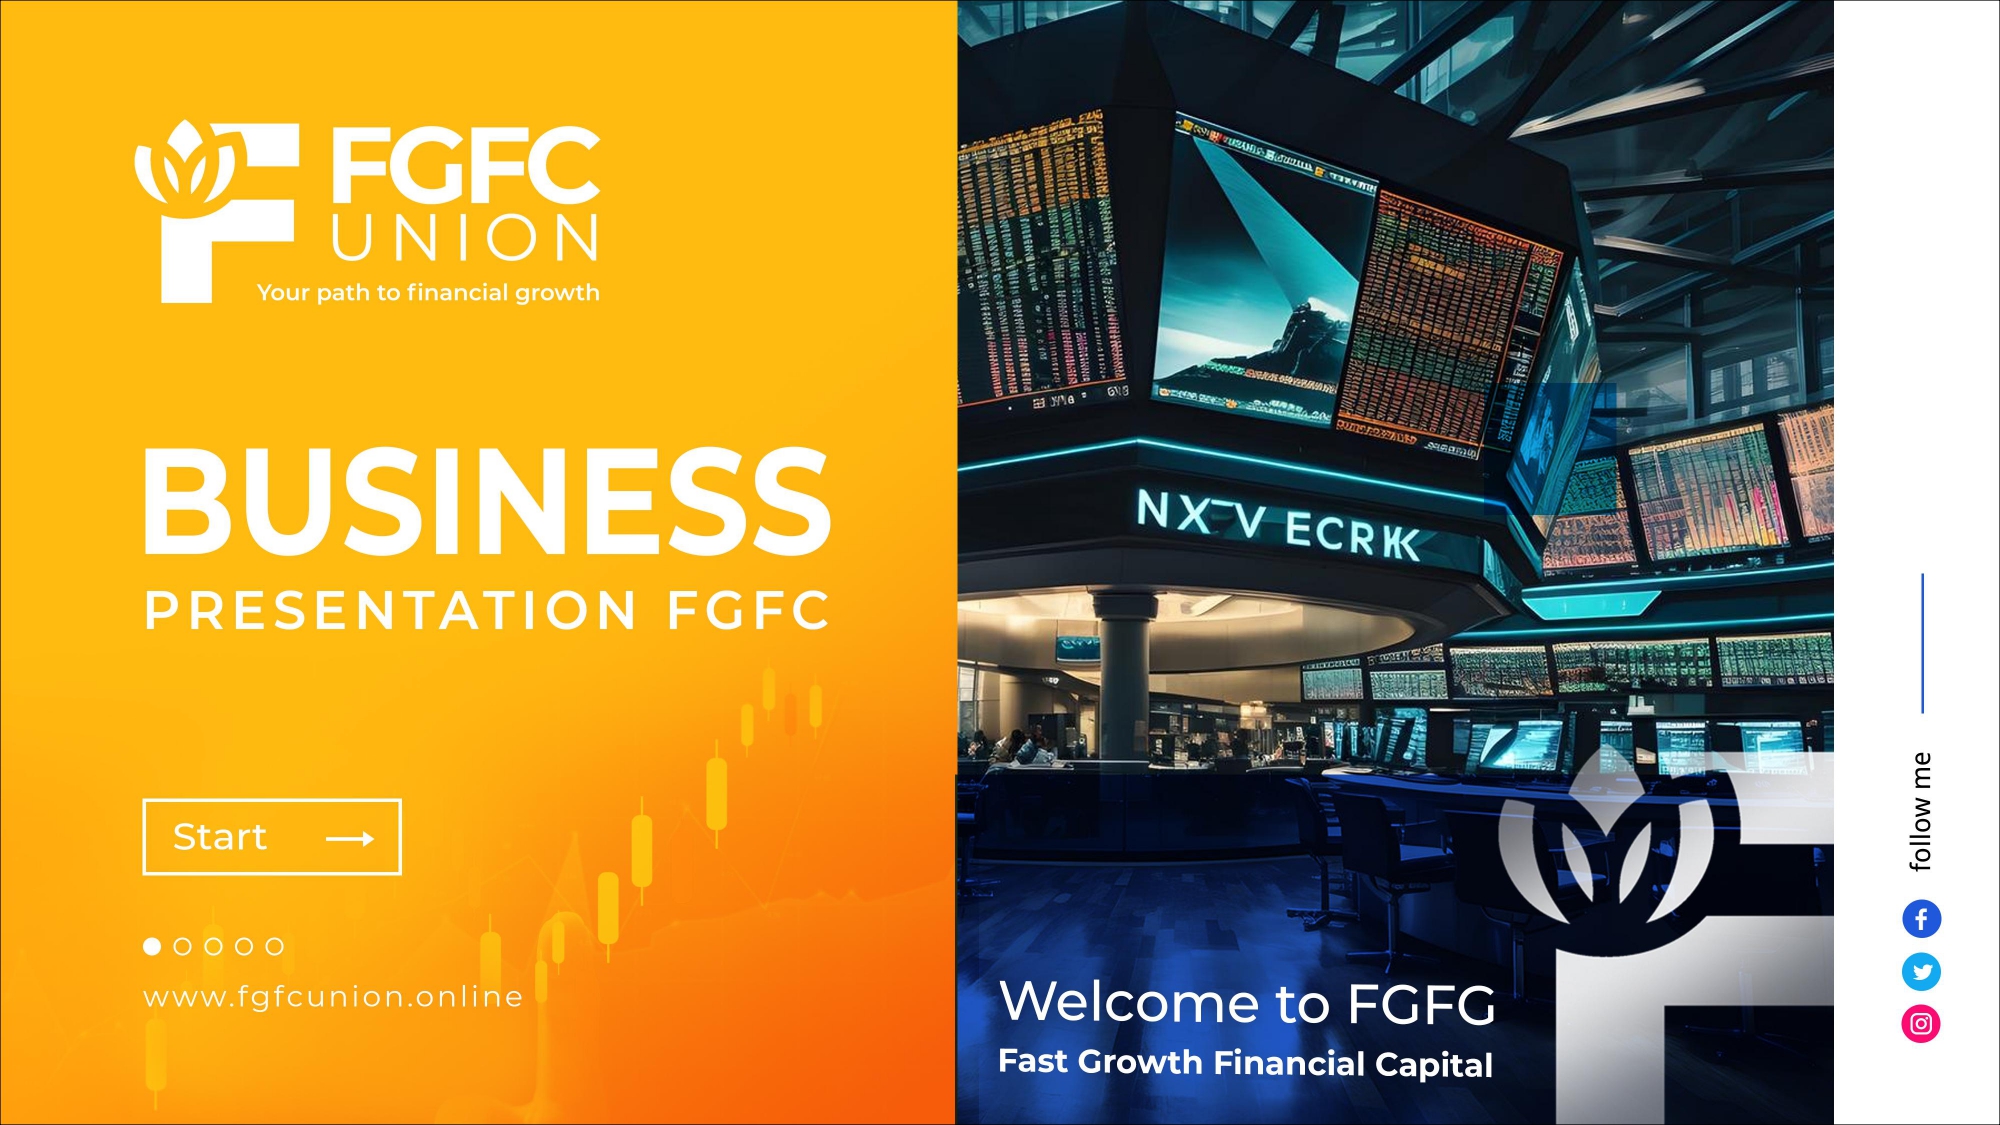 FGFC
UNION
Your path to financial growth
BUSINESS
PRESENTATION FGFC
Start
www.fgfcunion.online
NX V ECRIK
Welcome to FGFG
Fast Growth Financial Capital
follow me